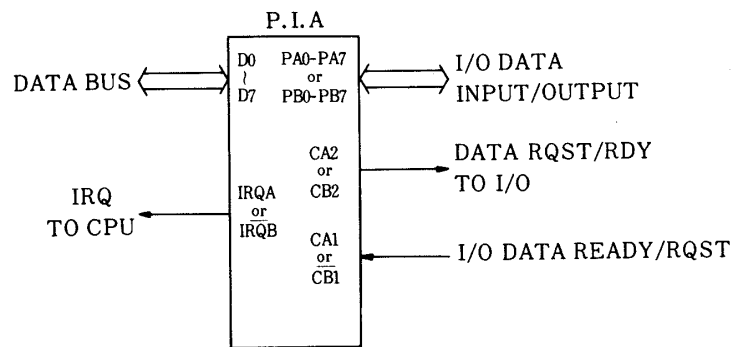 P.I.A
D0 PA0-PA7
~ or
D7 PB0-PB7
DATA BUS
I/O DATA
INPUT/OUTPUT
CA2
or
CB2
DATA RQST/RDY
TO I/O
IRQ
TO CPU
IRQA
or
IRQB
CA1
or
CB1
I/O DATA READY/RQST